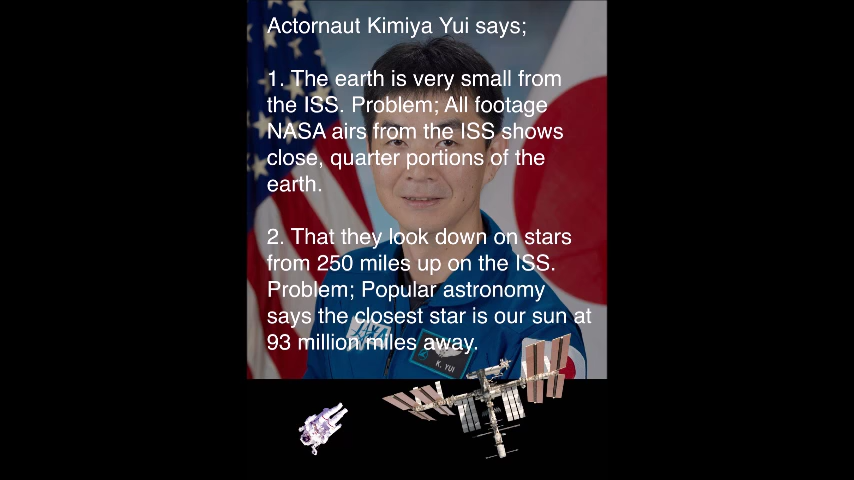 Actornaut Kimiya Yui says;
1. The earth is very small from
the ISS. Problem; All footage
NASA airs from the ISS shows
close, quarter portions of the
earth.
2. That they look down on stars
from 250 miles up on the ISS.
Problem; Popular astronomy
says the closest star is our sun at
93 million miles away.
K. YUI